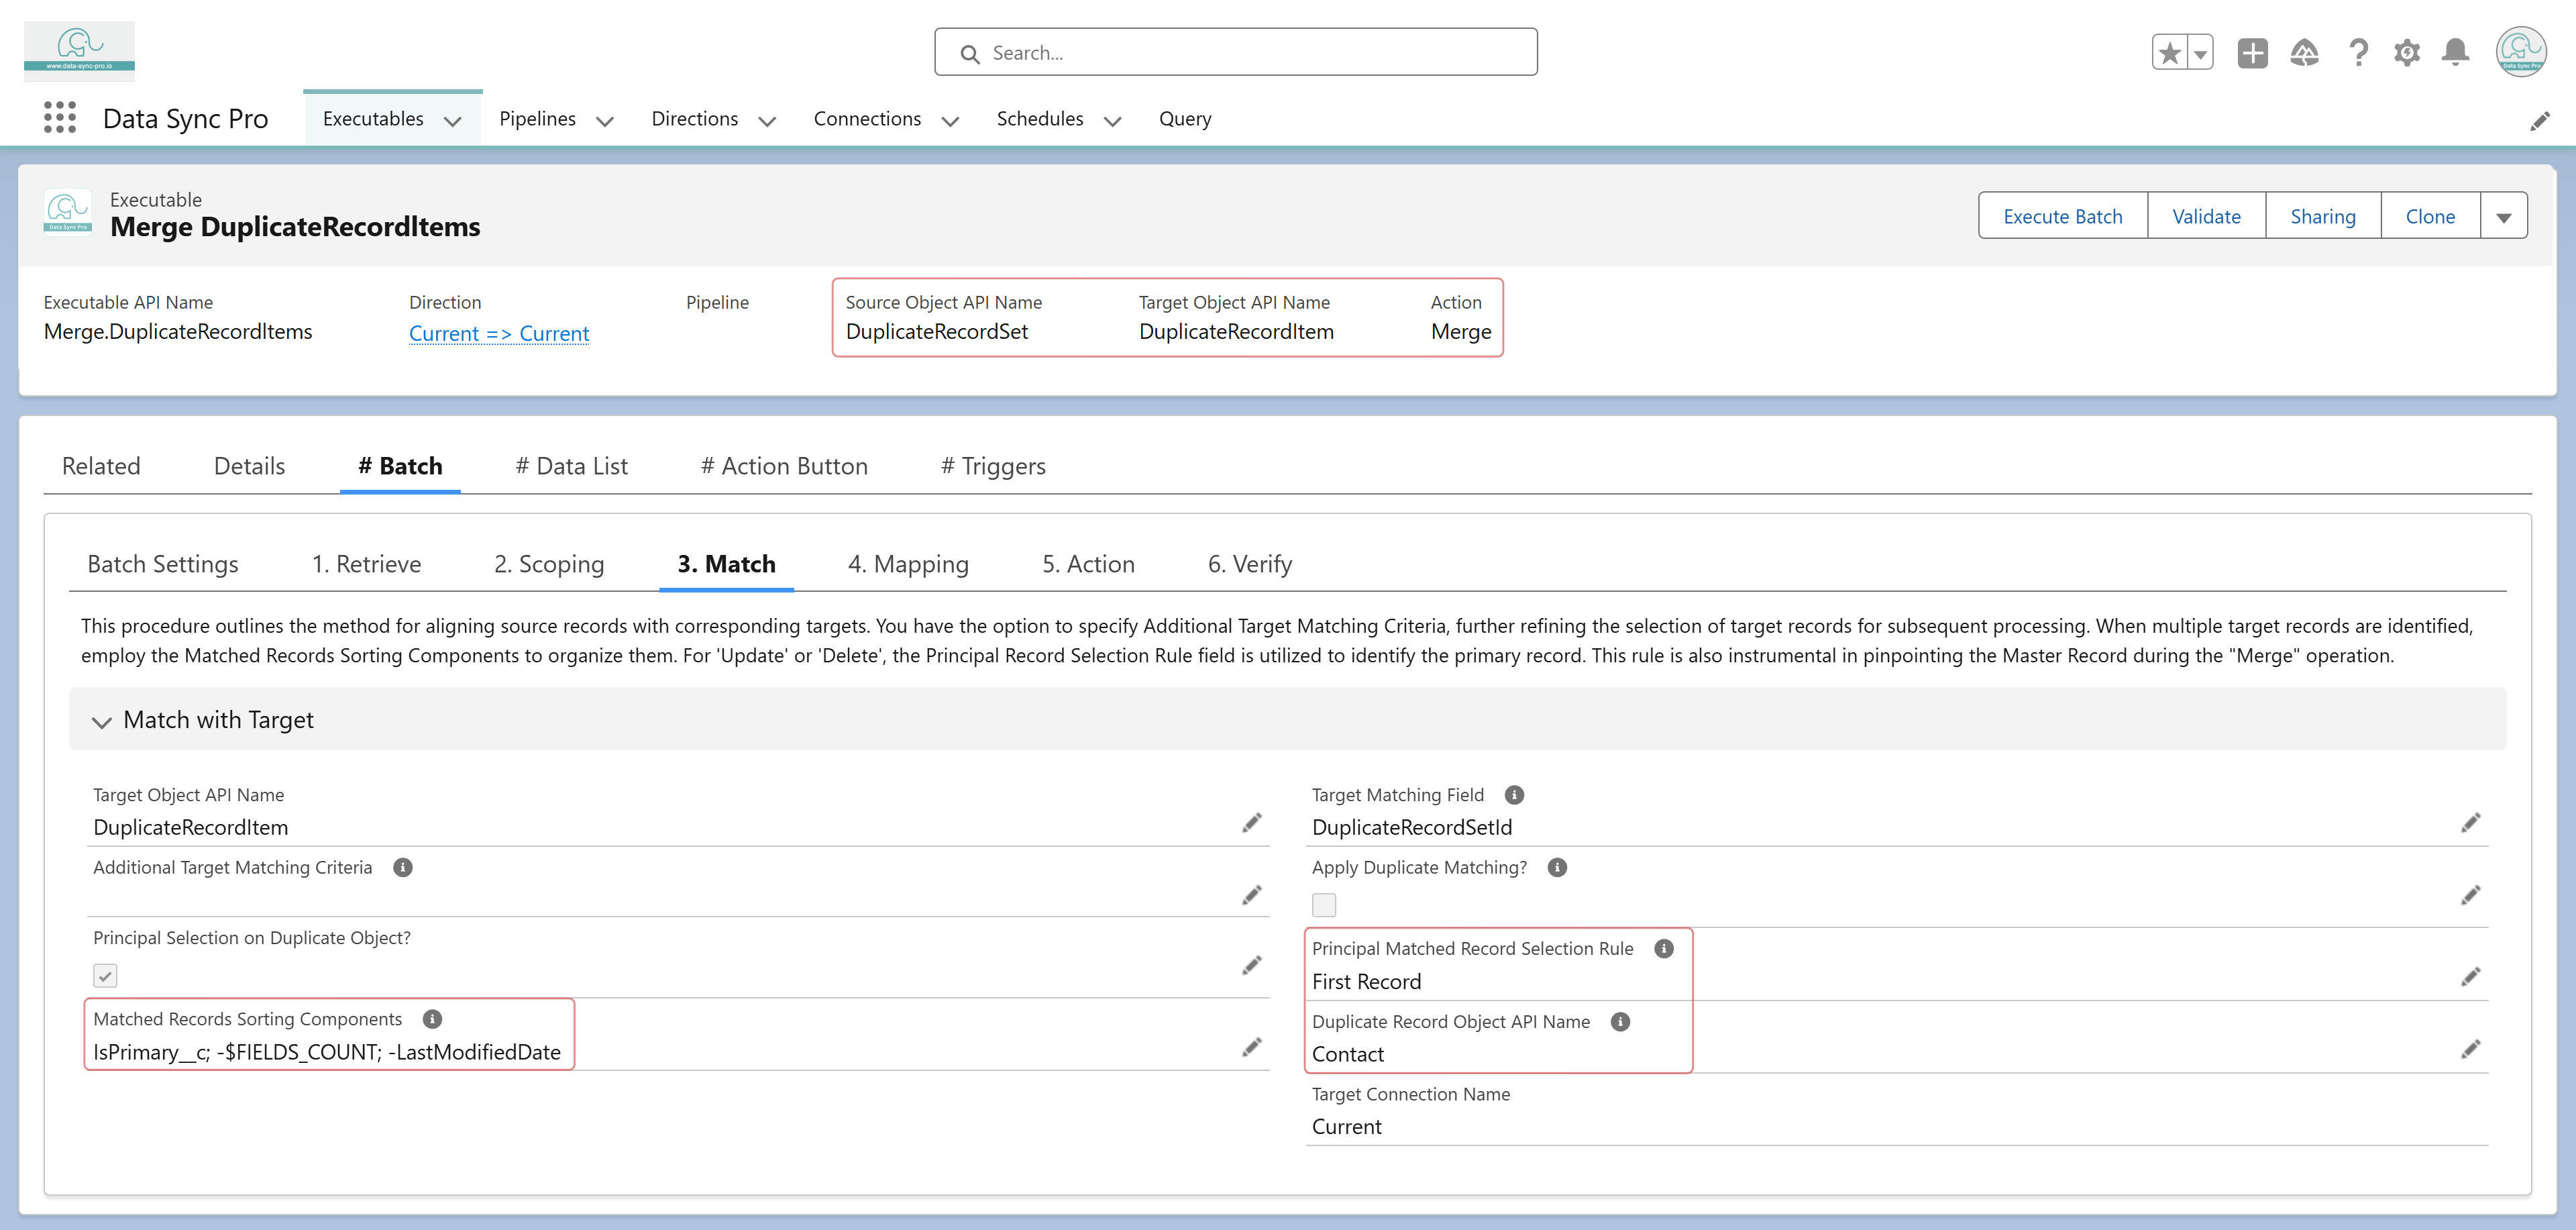 www.data-sync-pro.io
Search...
Data Sync Pro
Data Sync Pro
Executables
Pipelines
Directions
Connections
Schedules
Query
Data Sync Pro
Executable
Merge DuplicateRecordItems
Execute Batch
Validate
Sharing
Clone
Executable API Name
Direction
Pipeline
Source Object API Name
Target Object API Name
Action
Merge.DuplicateRecordItems
Current => Current
DuplicateRecordSet
DuplicateRecordItem
Merge
Related
Details
# Batch
# Data List
# Action Button
# Triggers
Batch Settings
1. Retrieve
2. Scoping
3. Match
4. Mapping
5. Action
6. Verify
This procedure outlines the method for aligning source records with corresponding targets. You have the option to specify Additional Target Matching Criteria, further refining the selection of target records for subsequent processing. When multiple target records are identified,
employ the Matched Records Sorting Components to organize them. For 'Update' or 'Delete', the Principal Record Selection Rule field is utilized to identify the primary record. This rule is also instrumental in pinpointing the Master Record during the "Merge" operation.
Match with Target
Target Object API Name
DuplicateRecordItem
Target Matching Field
DuplicateRecordSetId
Additional Target Matching Criteria
Apply Duplicate Matching?
Principal Selection on Duplicate Object?
Principal Matched Record Selection Rule
First Record
Matched Records Sorting Components
IsPrimary__c; -$FIELDS_COUNT; -LastModifiedDate
Duplicate Record Object API Name
Contact
Target Connection Name
Current